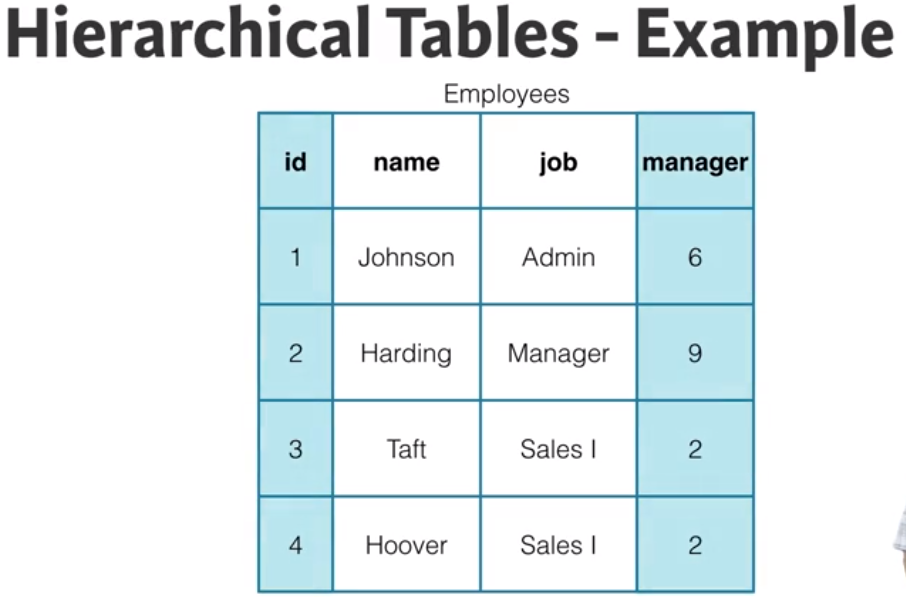 Hierarchical Tables - Example
Employees
id name job manager
1 Johnson Admin 6
2 Harding Manager 9
3 Taft Sales I 2
4 Hoover Sales I 2